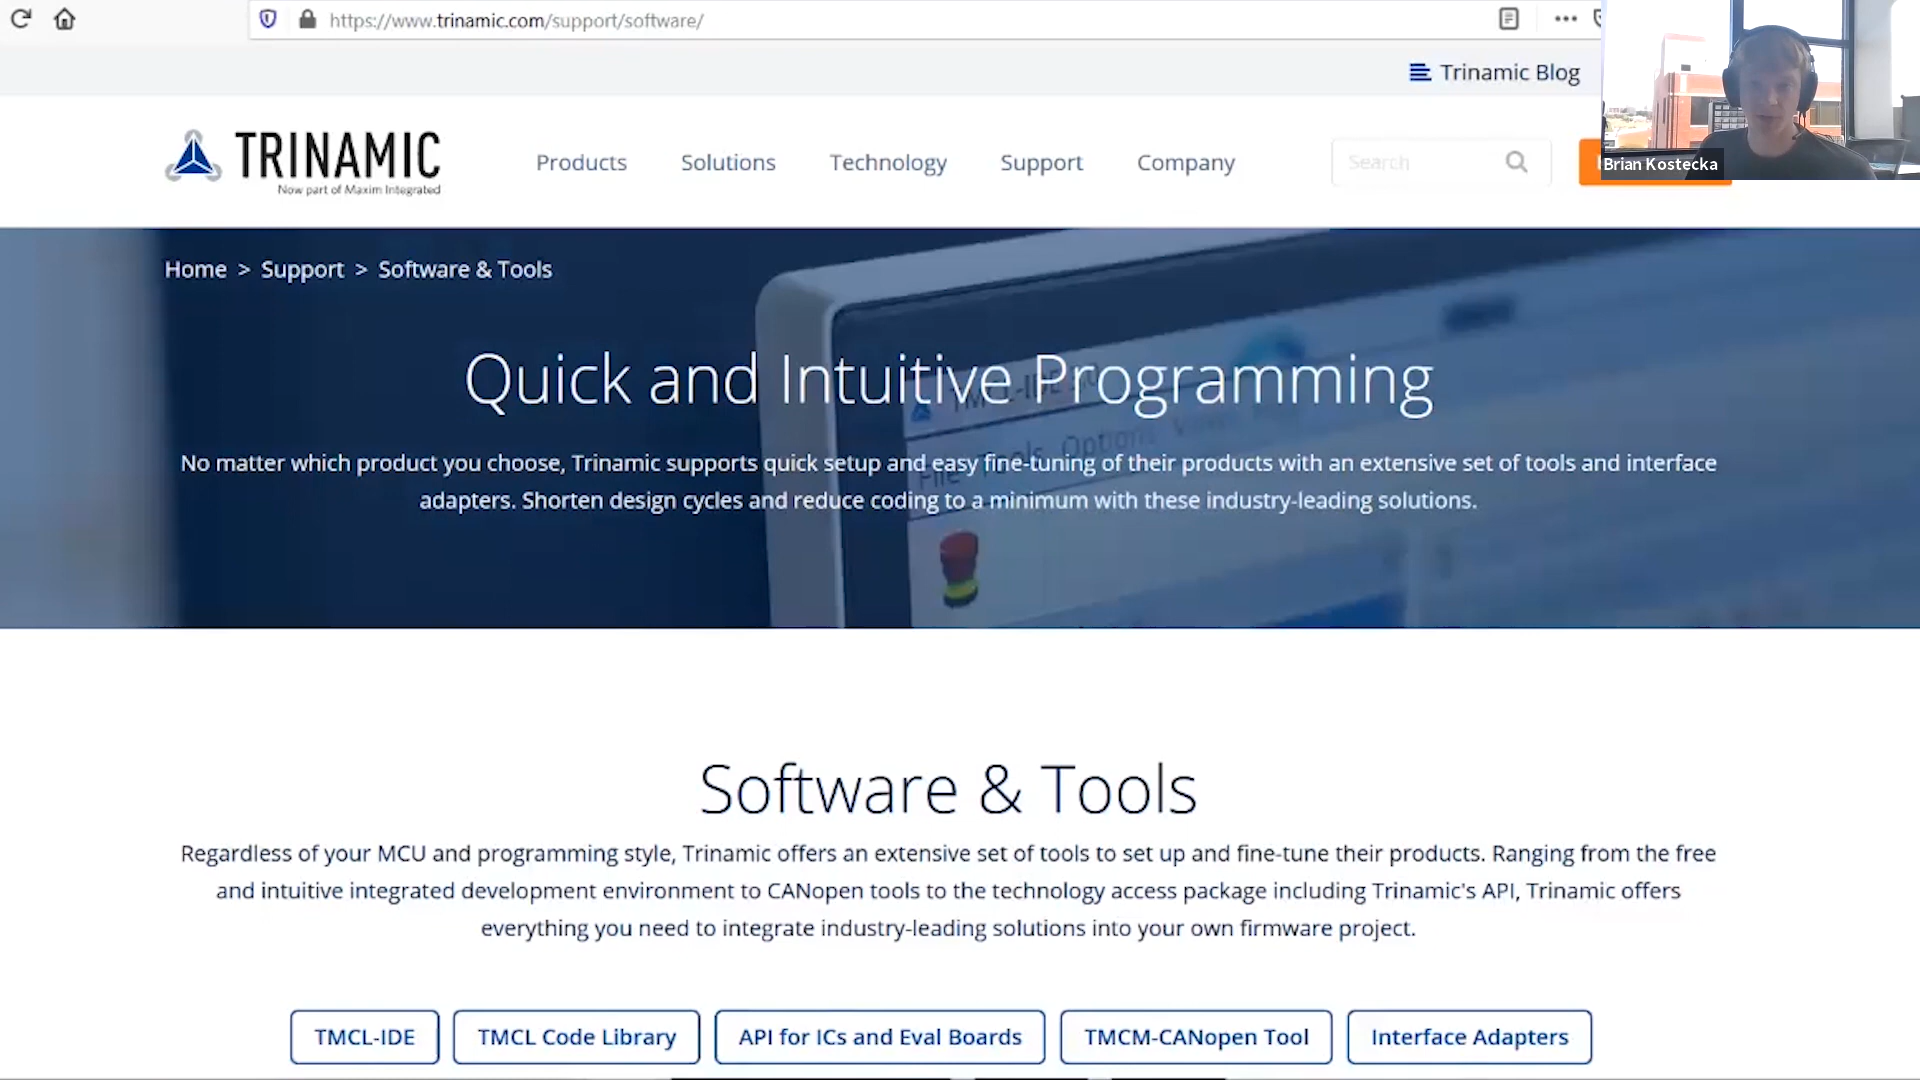 https://www.trinamic.com/support/software/
Trinamic Blog
TRINAMIC
Now part of Maxim Integrated
Products
Solutions
Technology
Support
Company
Search
Brian Kostecka
Home > Support > Software & Tools
Quick and Intuitive Programming
No matter which product you choose, Trinamic supports quick setup and easy fine-tuning of their products with an extensive set of tools and interface
adapters. Shorten design cycles and reduce coding to a minimum with these industry-leading solutions.
File Tools Options
Software & Tools
Regardless of your MCU and programming style, Trinamic offers an extensive set of tools to set up and fine-tune their products. Ranging from the free
and intuitive integrated development environment to CANopen tools to the technology access package including Trinamic's API, Trinamic offers
everything you need to integrate industry-leading solutions into your own firmware project.
TMCL-IDE
TMCL Code Library
API for ICs and Eval Boards
TMCM-CANopen Tool
Interface Adapters